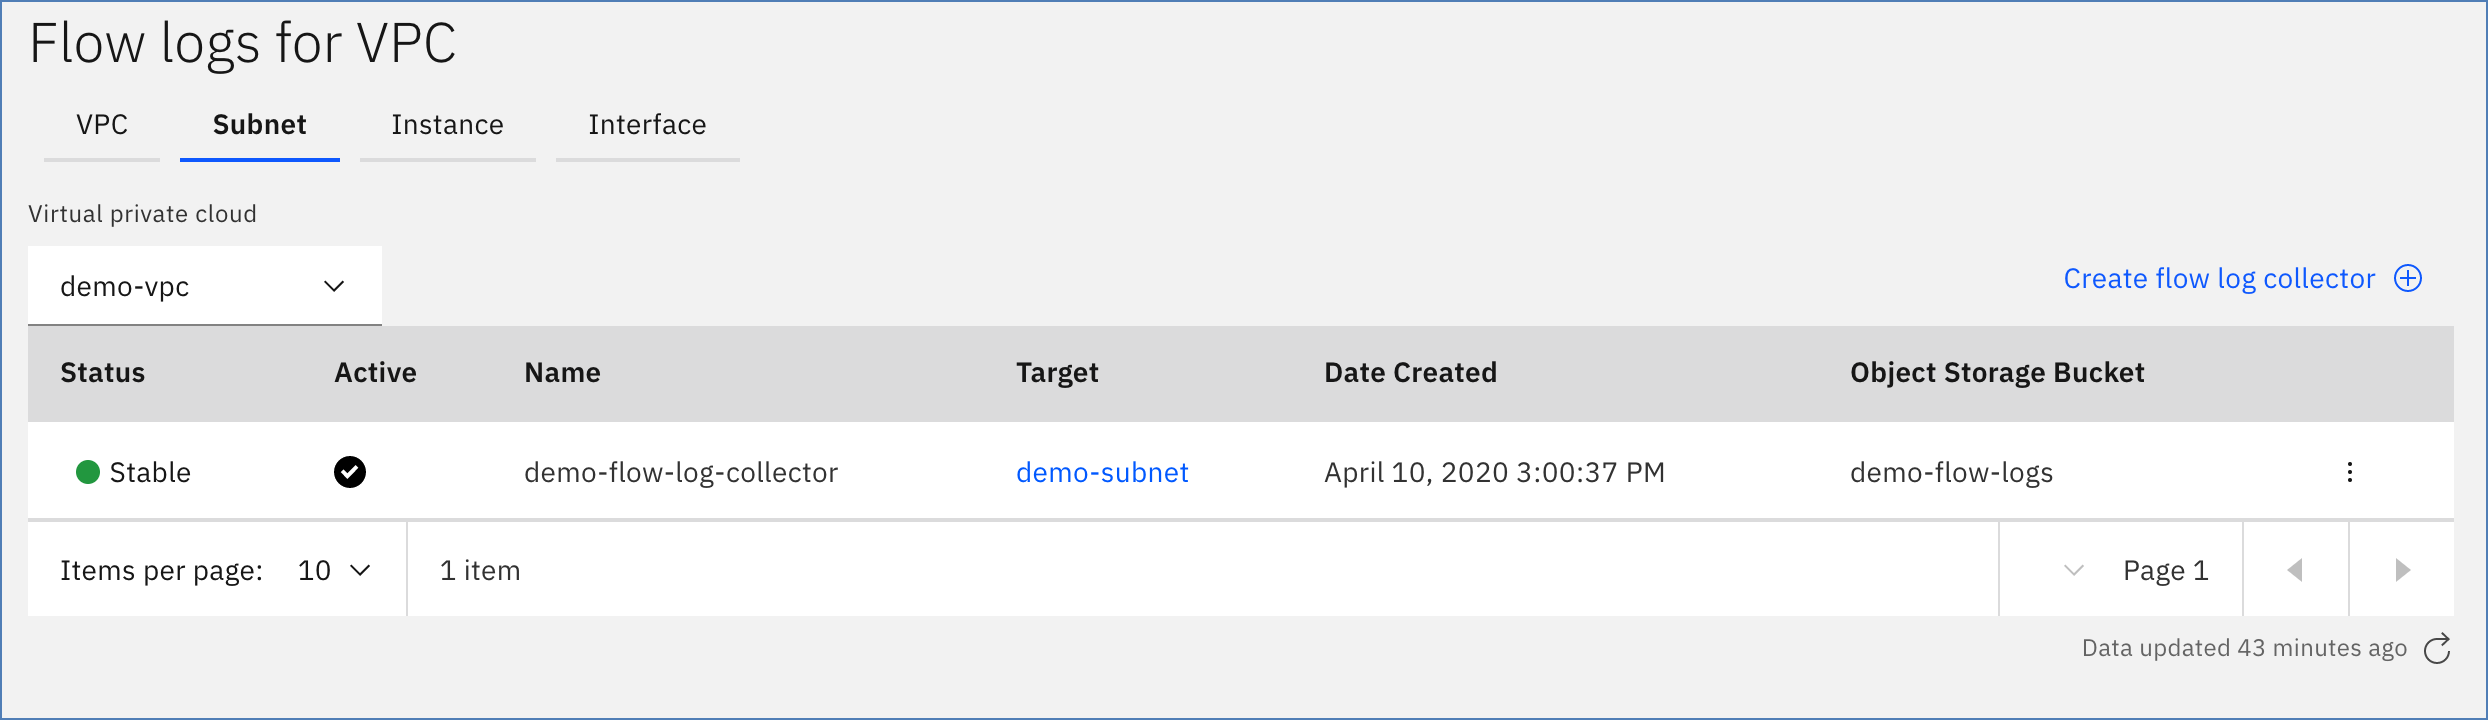 Flow logs for VPC
VPC Subnet Instance Interface
Virtual private cloud
demo-vpc
Create flow log collector
Status Active Name Target Date Created Object Storage Bucket
Stable demo-flow-log-collector demo-subnet April 10, 2020 3:00:37 PM demo-flow-logs
Items per page: 10 1 item Page 1
Data updated 43 minutes ago